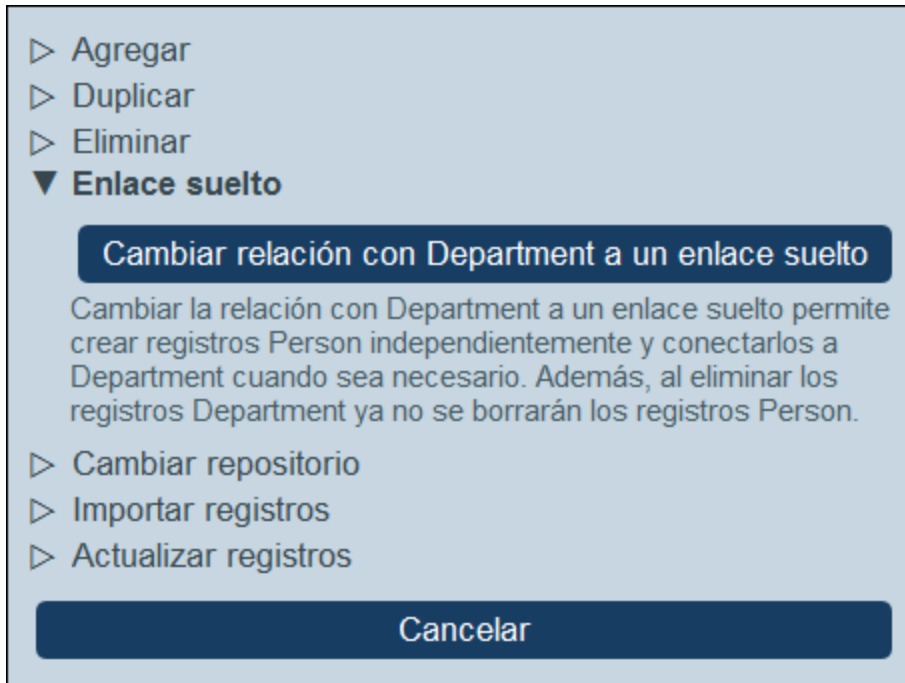 Agregar
Duplicar
Eliminar
Enlace suelto
Cambiar relación con Department a un enlace suelto
Cambiar la relación con Department a un enlace suelto permite
crear registros Person independientemente y conectarlos a
Department cuando sea necesario. Además, al eliminar los
registros Department ya no se borrarán los registros Person.
Cambiar repositorio
Importar registros
Actualizar registros
Cancelar